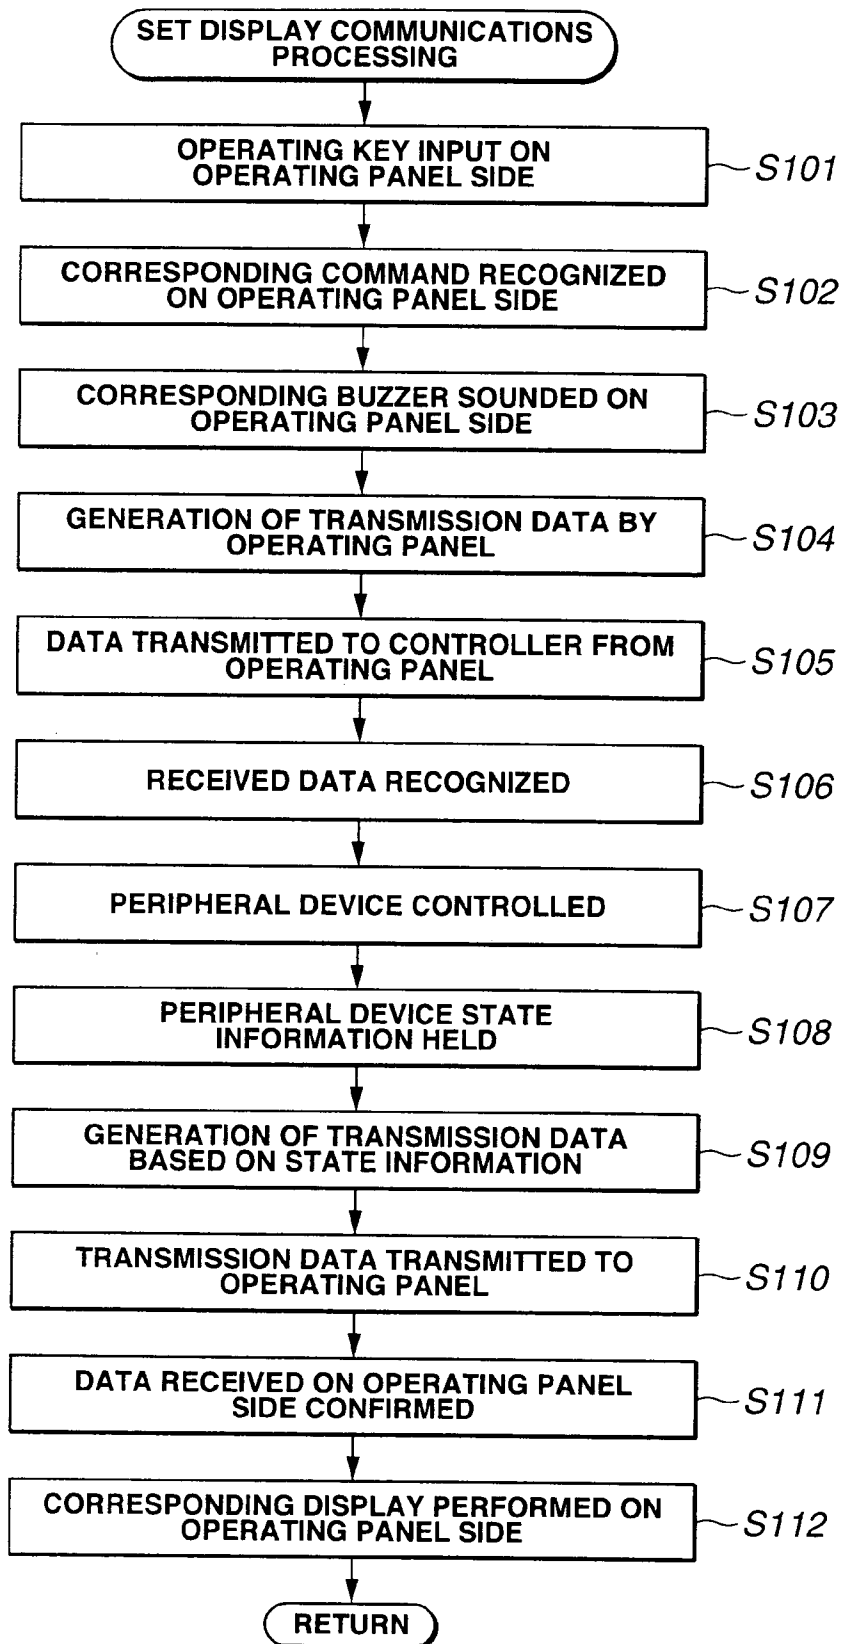 SET DISPLAY COMMUNICATIONS
PROCESSING
OPERATING KEY INPUT ON
OPERATING PANEL SIDE
S101
CORRESPONDING COMMAND RECOGNIZED
ON OPERATING PANEL SIDE
S102
CORRESPONDING BUZZER SOUNDED ON
OPERATING PANEL SIDE
S103
GENERATION OF TRANSMISSION DATA BY
OPERATING PANEL
S104
DATA TRANSMITTED TO CONTROLLER FROM
OPERATING PANEL
S105
RECEIVED DATA RECOGNIZED
S106
PERIPHERAL DEVICE CONTROLLED
S107
PERIPHERAL DEVICE STATE
INFORMATION HELD
S108
GENERATION OF TRANSMISSION DATA
BASED ON STATE INFORMATION
S109
TRANSMISSION DATA TRANSMITTED TO
OPERATING PANEL
S110
DATA RECEIVED ON OPERATING PANEL
SIDE CONFIRMED
S111
CORRESPONDING DISPLAY PERFORMED ON
OPERATING PANEL SIDE
S112
RETURN